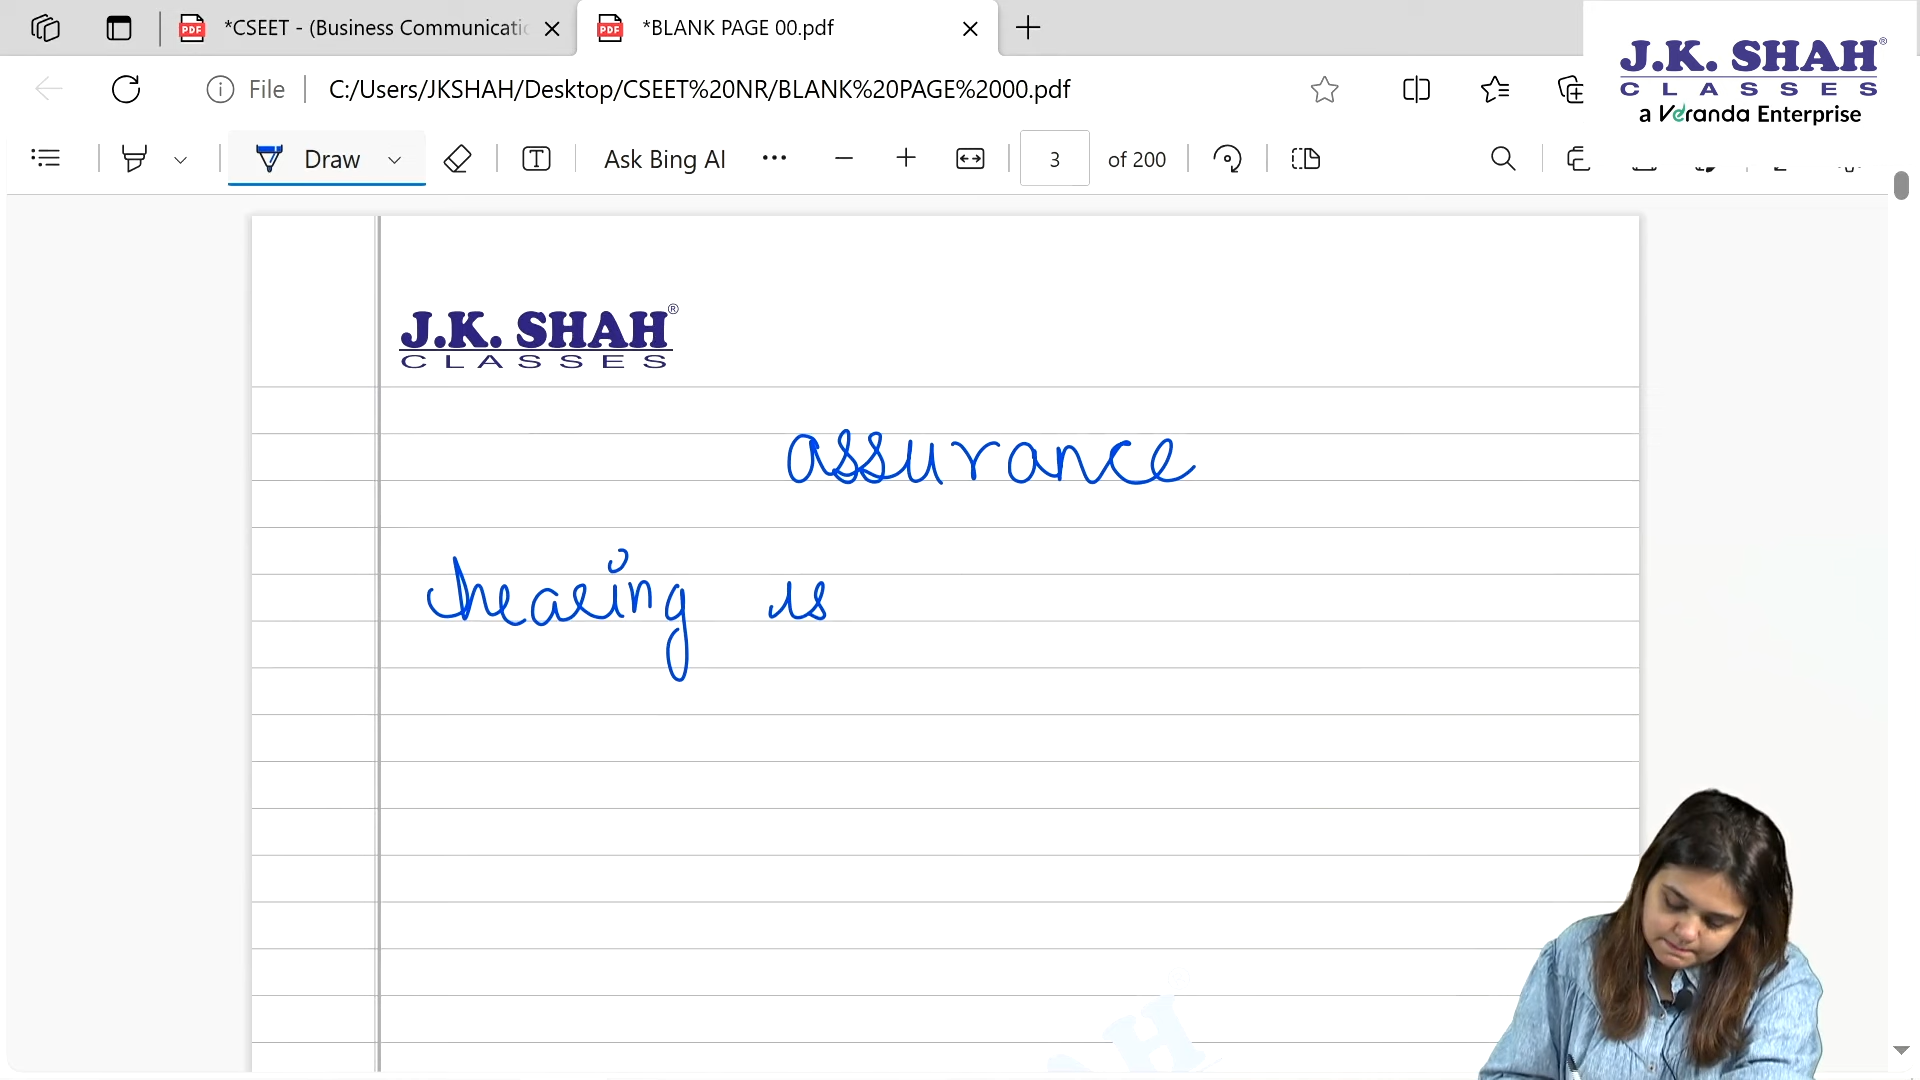 *CSEET - (Business Communicati
*BLANK PAGE 00.pdf
J.K. SHAH®
CLASSES
a Veranda Enterprise
File
C:/Users/JKSHAH/Desktop/CSEET%20NR/BLANK%20PAGE%2000.pdf
Draw
Ask Bing AI
3 of 200
J.K. SHAH®
CLASSES
assurance
hearing is